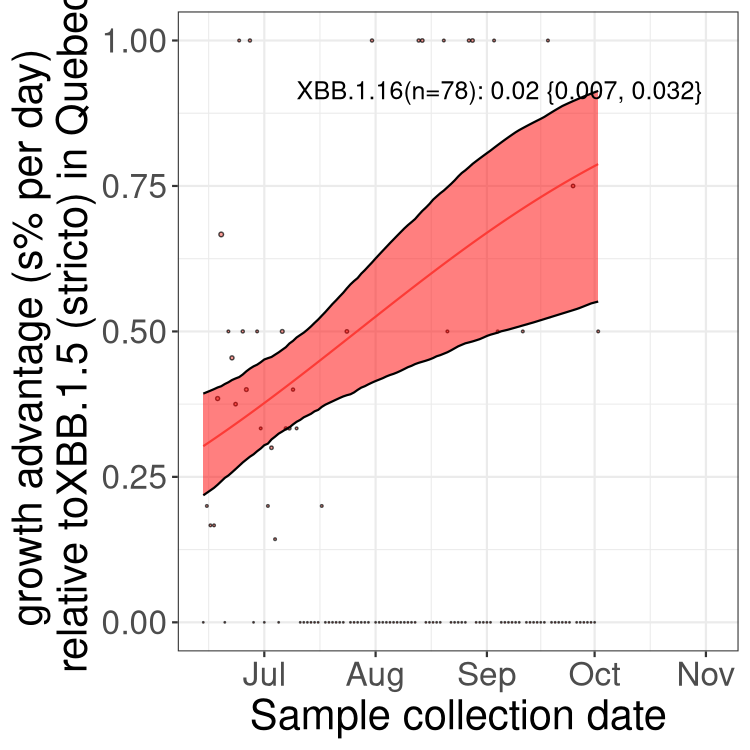 growth advantage (s% per day)
relative toXBB.1.5 (stricto) in Quebec
1.00
0.75
0.50
0.25
0.00
XBB.1.16(n=78): 0.02 {0.007, 0.032}
Jul Aug Sep Oct Nov
Sample collection date